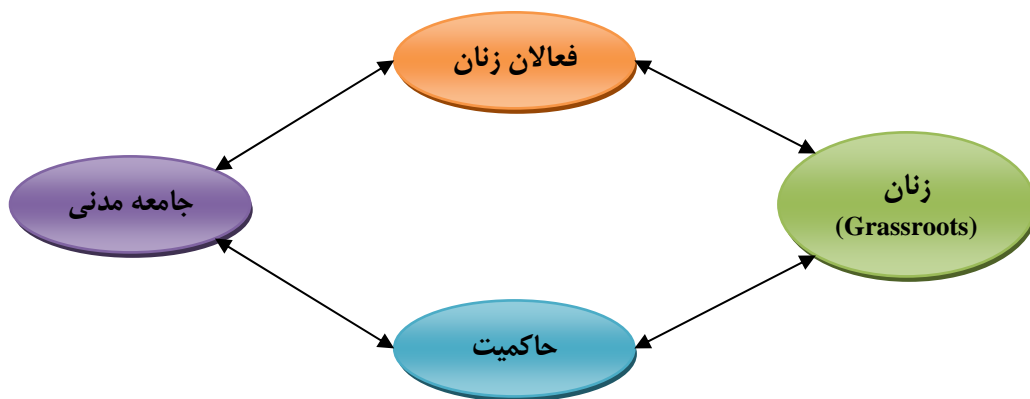 فعالان زنان
زنان
(Grassroots)
جامعه مدنی
حاکمیت